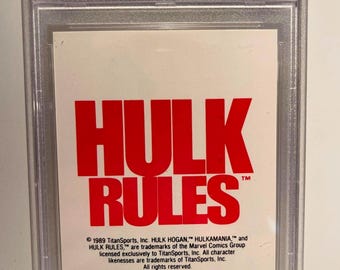 HULK
RULES™
© 1989 TitanSports, Inc. HULK HOGAN,™ HULKAMANIA,™ and
HULK RULES,™ are trademarks of the Marvel Comics Group
licensed exclusively to TitanSports, Inc. All character
likenesses are trademarks of TitanSports, Inc.
All rights reserved.